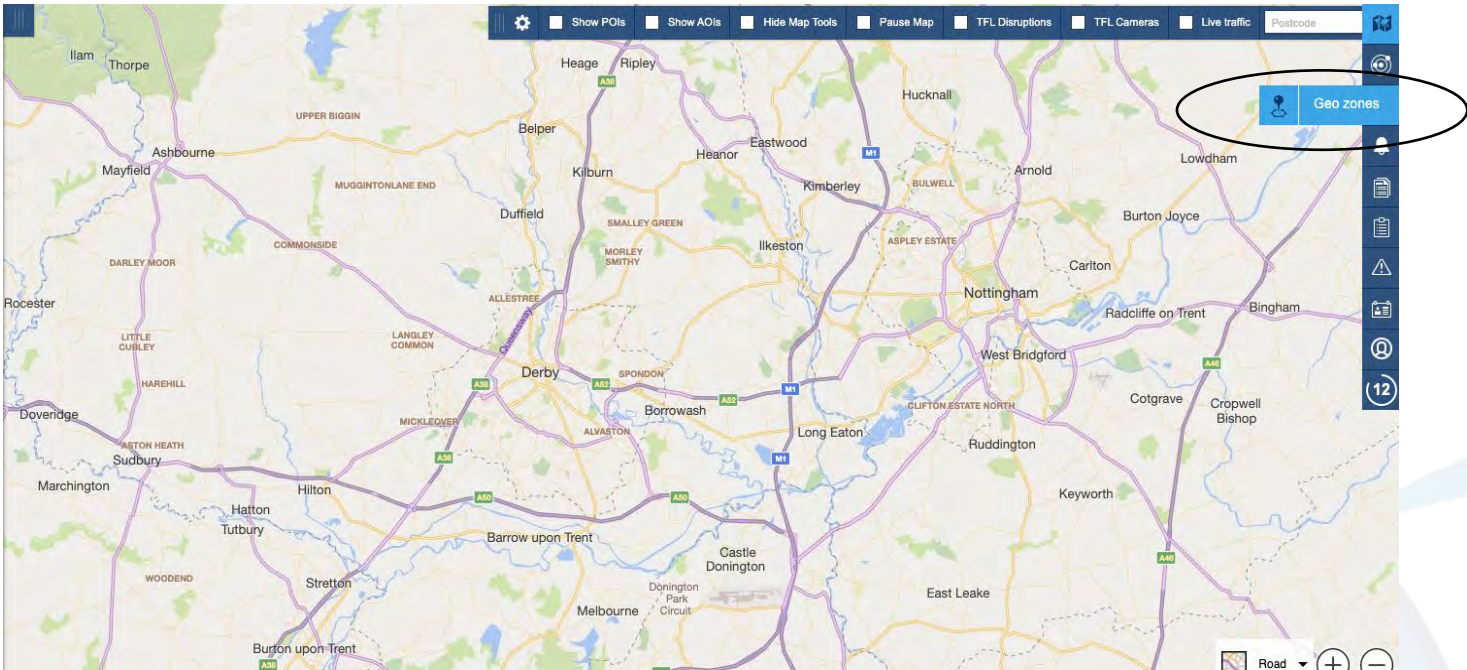 Show POIs
Show AOIs
Hide Map Tools
Pause Map
TFL Disruptions
TFL Cameras
Live traffic
Postcode
Geo zones
12
Ilam
Thorpe
Heage
Ripley
A38
Hucknall
UPPER BIGGIN
Belper
Ashbourne
Mayfield
Eastwood
Heanor
M1
Lowdham
Kilburn
Arnold
MUGGINTONLANE END
Kimberley
BULWELL
Duffield
SMALLEY GREEN
Burton Joyce
COMMONSIDE
MORLEY
SMITHY
Ilkeston
ASPLEY ESTATE
DARLEY MOOR
Carlton
Rocester
ALLESTREE
Nottingham
Radcliffe on Trent
Bingham
LITTLE
CUBLEY
LANGLEY
COMMON
Queensway
West Bridgford
A46
HAREHILL
Derby
A38
A52
SPONDON
M1
A52
Borrowash
CLIFTON ESTATE NORTH
Cotgrave
Cropwell
Bishop
Doveridge
MICKLEOVER
ALVASTON
Long Eaton
Ruddington
ASTON HEATH
Sudbury
A38
M1
Marchington
Hilton
A50
A50
Keyworth
Hatton
Tutbury
Barrow upon Trent
Castle
Donington
A46
WOODEND
Stretton
Donington
Park
Circuit
East Leake
Melbourne
Burton upon Trent
A38
Road